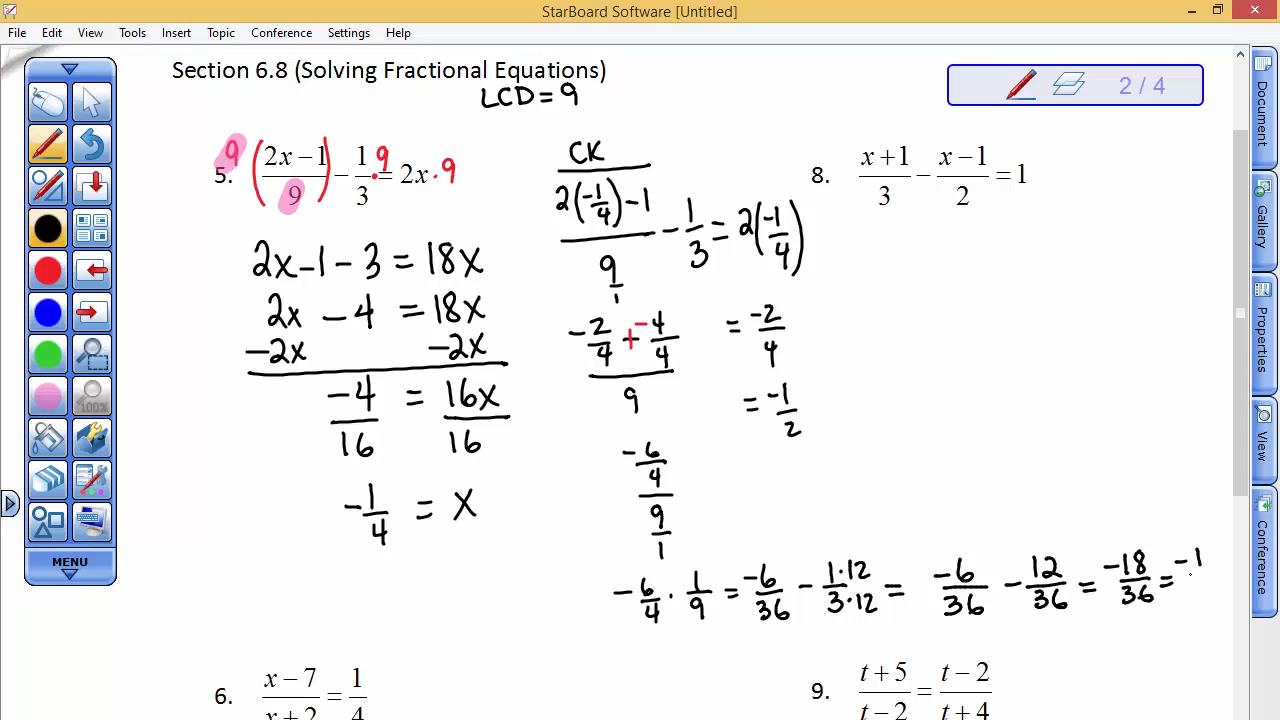 StarBoard Software [Untitled]
File Edit View Tools Insert Topic Conference Settings Help
Section 6.8 (Solving Fractional Equations)
LCD = 9
2 / 4
5. 9 ((2x − 1)/9) − 1/3 · 9 = 2x · 9
2x − 1 − 3 = 18x
2x − 4 = 18x
−2x −2x
−4/16 = 16x/16
−1/4 = x
CK
(2(−1/4) − 1)/9 − 1/3 = 2(−1/4)
1
(−2/4 + −4/4)/9 = −2/4
= −1/2
(−6/4)/(9/1)
−6/4 · 1/9 = −6/36 − (1·12)/(3·12) = −6/36 − 12/36 = −18/36 = −1
8. (x + 1)/3 − (x − 1)/2 = 1
6. (x − 7)/(x + 2) = 1/4
9. (t + 5)/(t − 2) = (t − 2)/(t + 4)
100%
MENU
Document
Properties
View
Conference